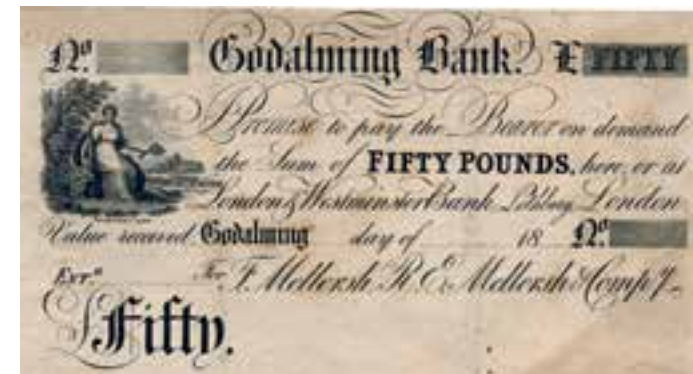 No. Godalming Bank. £ FIFTY
I Promise to pay the Bearer on demand
the Sum of FIFTY POUNDS, here, or at
London & Westminster Bank Lothbury London
Value received Godalming day of 18 No.
Entd. For F. Mellersh R. E. Mellersh & Compy.
£ Fifty.